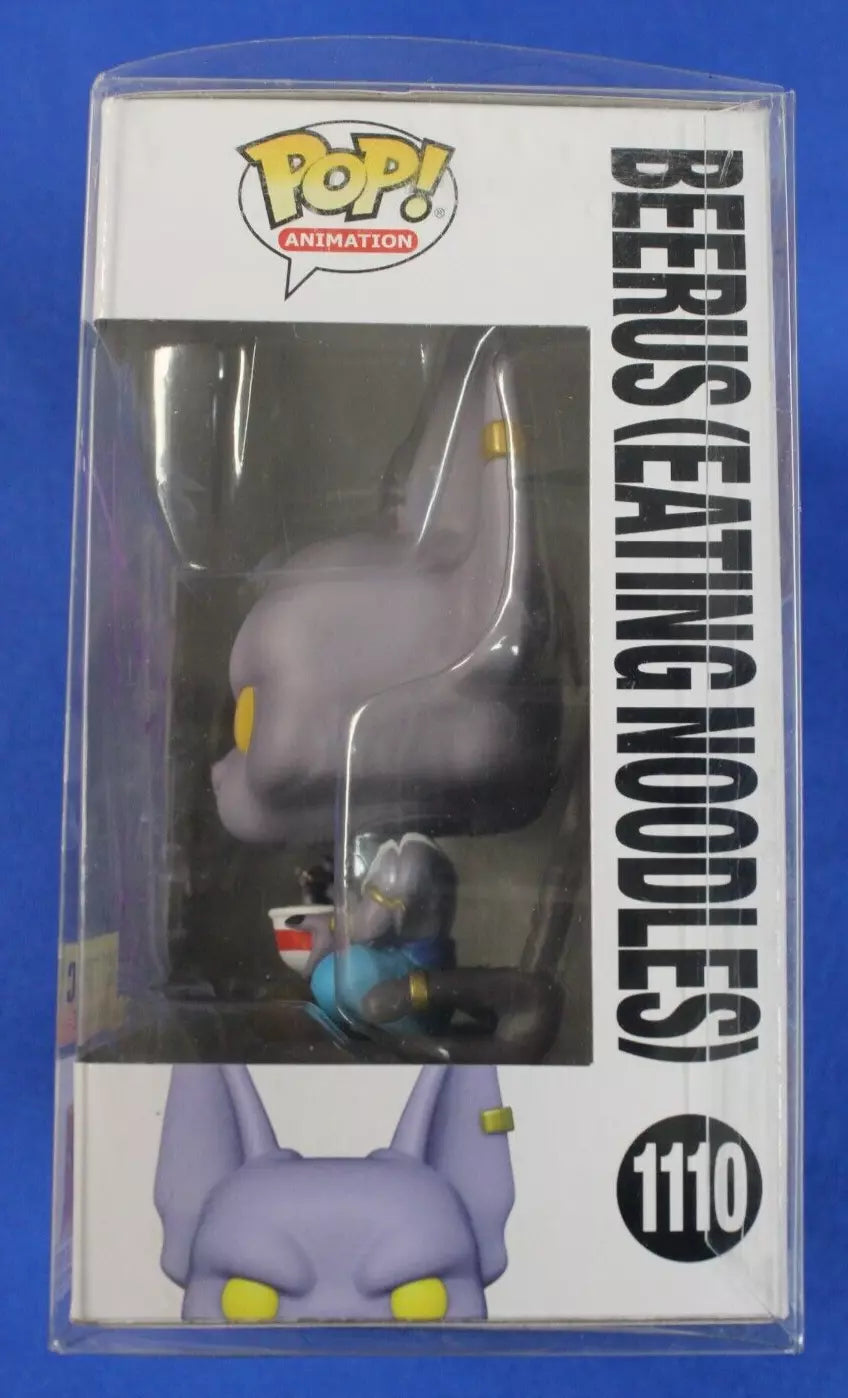 POP!®
ANIMATION
BEERUS (EATING NOODLES)
1110